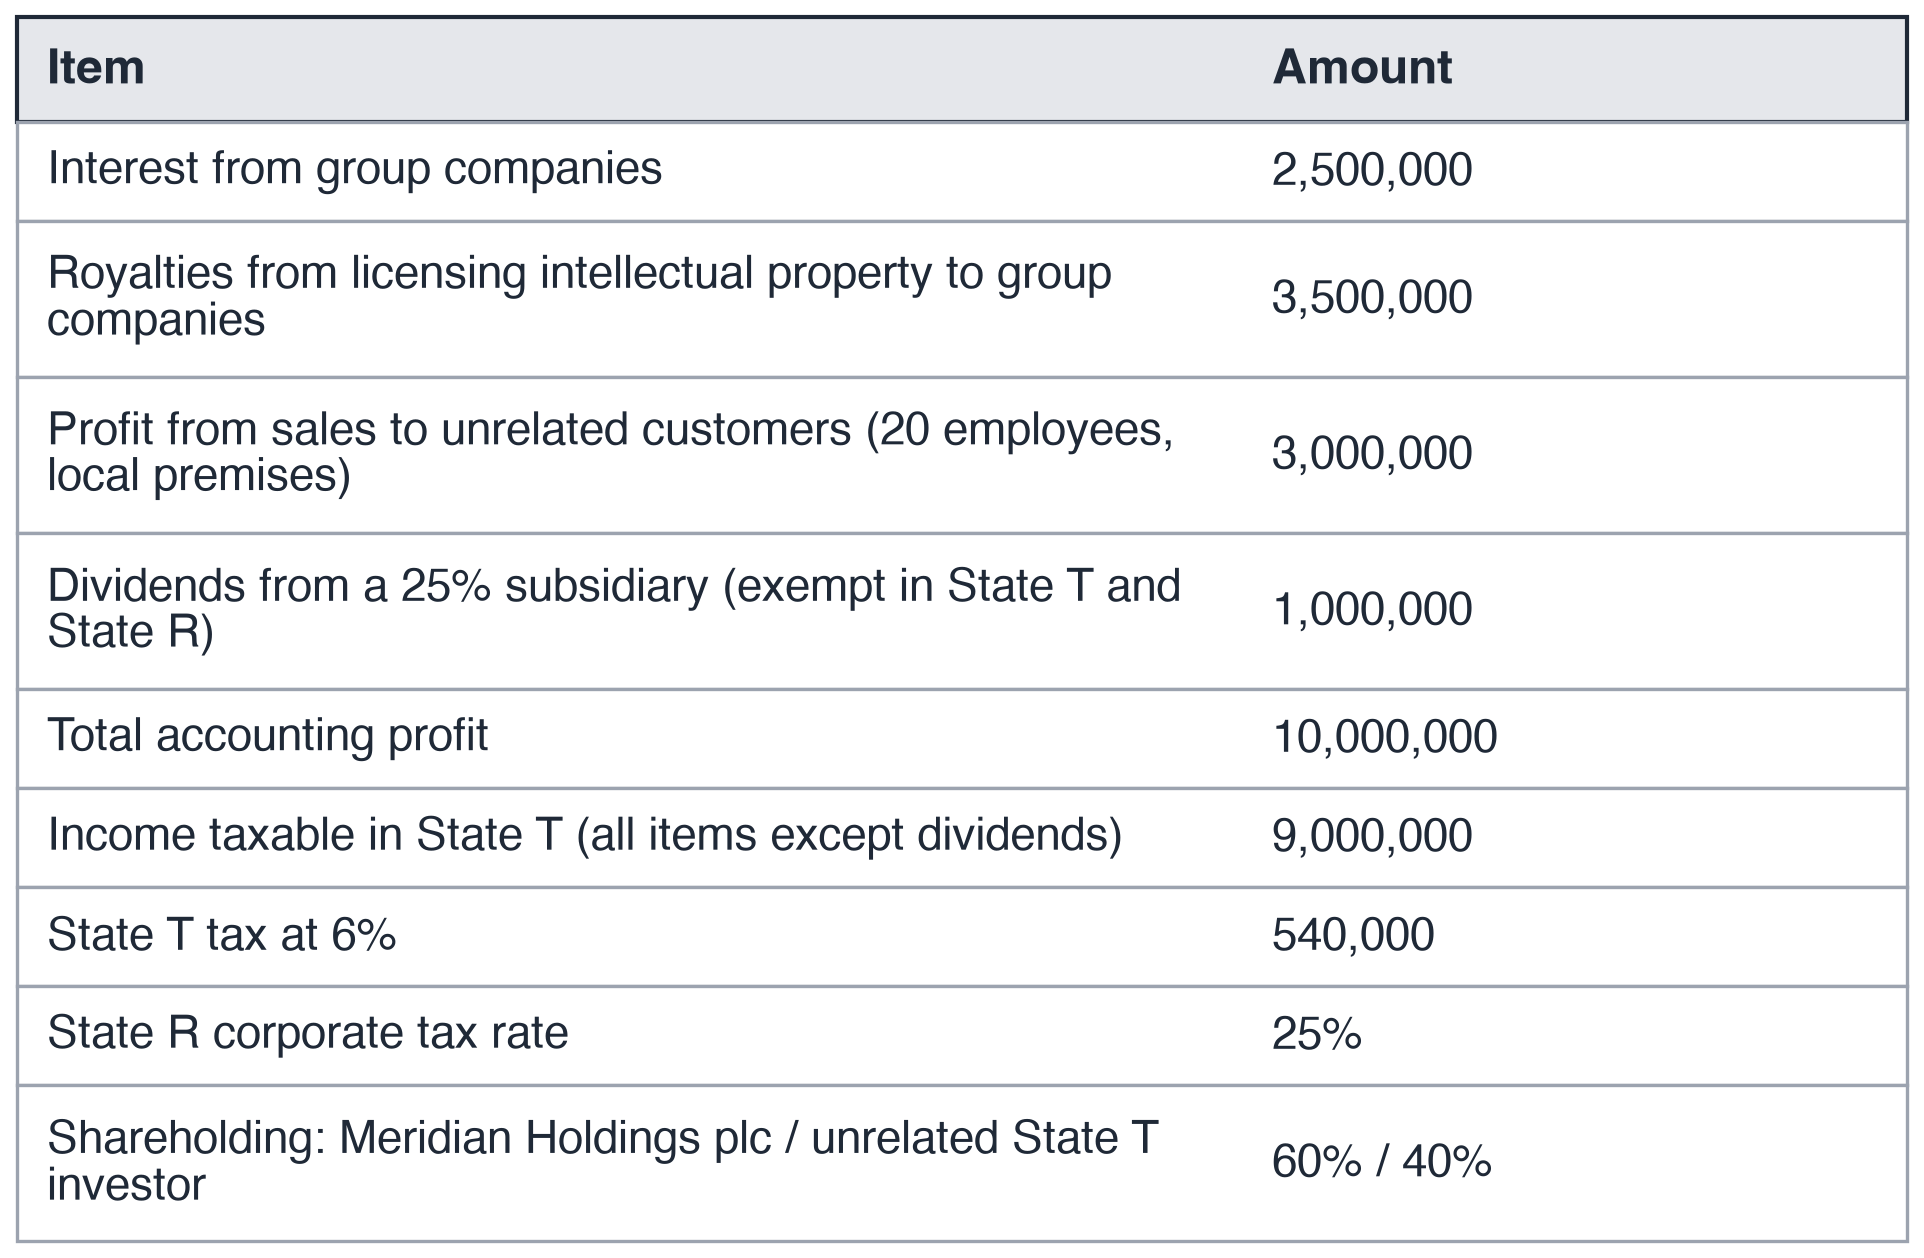 Item Amount
Interest from group companies 2,500,000
Royalties from licensing intellectual property to group
companies 3,500,000
Profit from sales to unrelated customers (20 employees,
local premises) 3,000,000
Dividends from a 25% subsidiary (exempt in State T and
State R) 1,000,000
Total accounting profit 10,000,000
Income taxable in State T (all items except dividends) 9,000,000
State T tax at 6% 540,000
State R corporate tax rate 25%
Shareholding: Meridian Holdings plc / unrelated State T
investor 60% / 40%